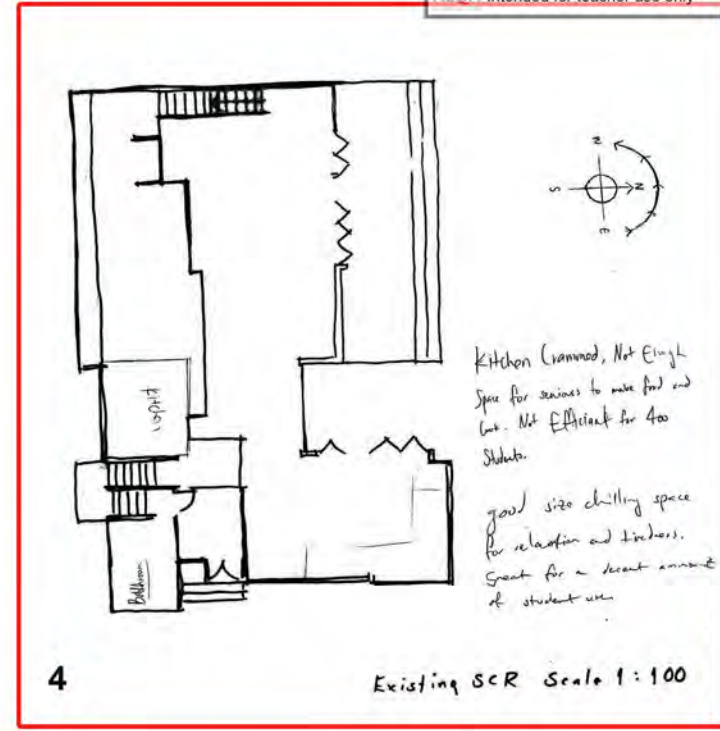 Intended for teacher use only
N
S
N
E
Kitchen
Bathroom
Kitchen Crammed, Not Enough
Space for seniors to make food and
Cook. Not Efficient for 400
Students.
good size chilling space
for relaxation and tiredness.
Great for a decent amount
of student use.
4
Existing SCR Scale 1:100